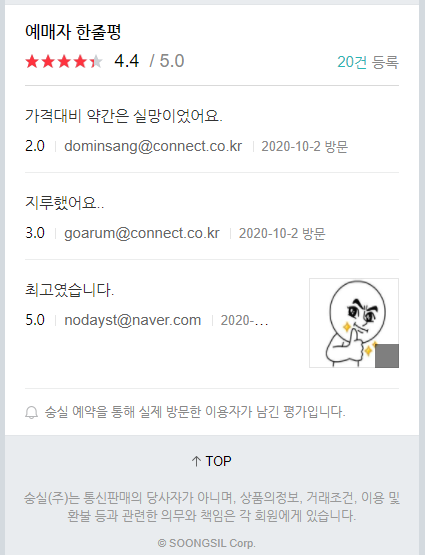 예매자 한줄평
4.4 / 5.0
20건 등록
가격대비 약간은 실망이었어요.
2.0 dominsang@connect.co.kr 2020-10-2 방문
지루했어요..
3.0 goarum@connect.co.kr 2020-10-2 방문
최고였습니다.
5.0 nodayst@naver.com 2020-...
숭실 예약을 통해 실제 방문한 이용자가 남긴 평가입니다.
↑ TOP
숭실(주)는 통신판매의 당사자가 아니며, 상품의정보, 거래조건, 이용 및
환불 등과 관련한 의무와 책임은 각 회원에게 있습니다.
© SOONGSIL Corp.